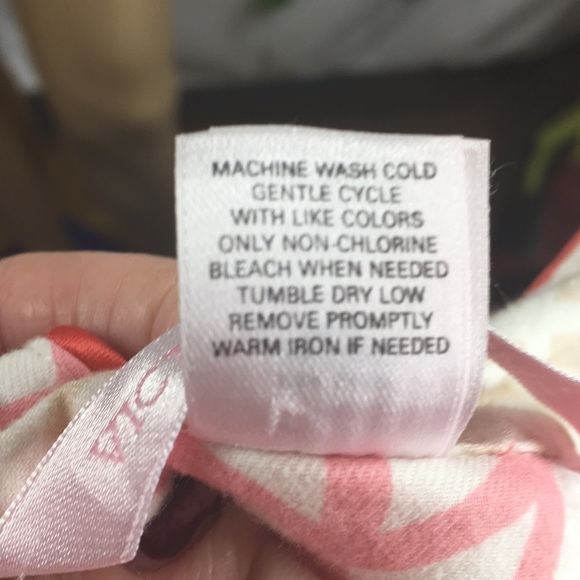 MACHINE WASH COLD
GENTLE CYCLE
WITH LIKE COLORS
ONLY NON-CHLORINE
BLEACH WHEN NEEDED
TUMBLE DRY LOW
REMOVE PROMPTLY
WARM IRON IF NEEDED
VICT